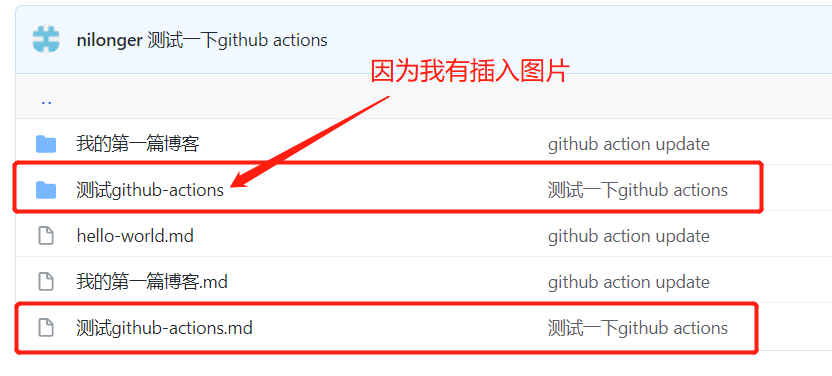 nilonger 测试一下github actions
因为我有插入图片
..
我的第一篇博客 github action update
测试github-actions 测试一下github actions
hello-world.md github action update
我的第一篇博客.md github action update
测试github-actions.md 测试一下github actions